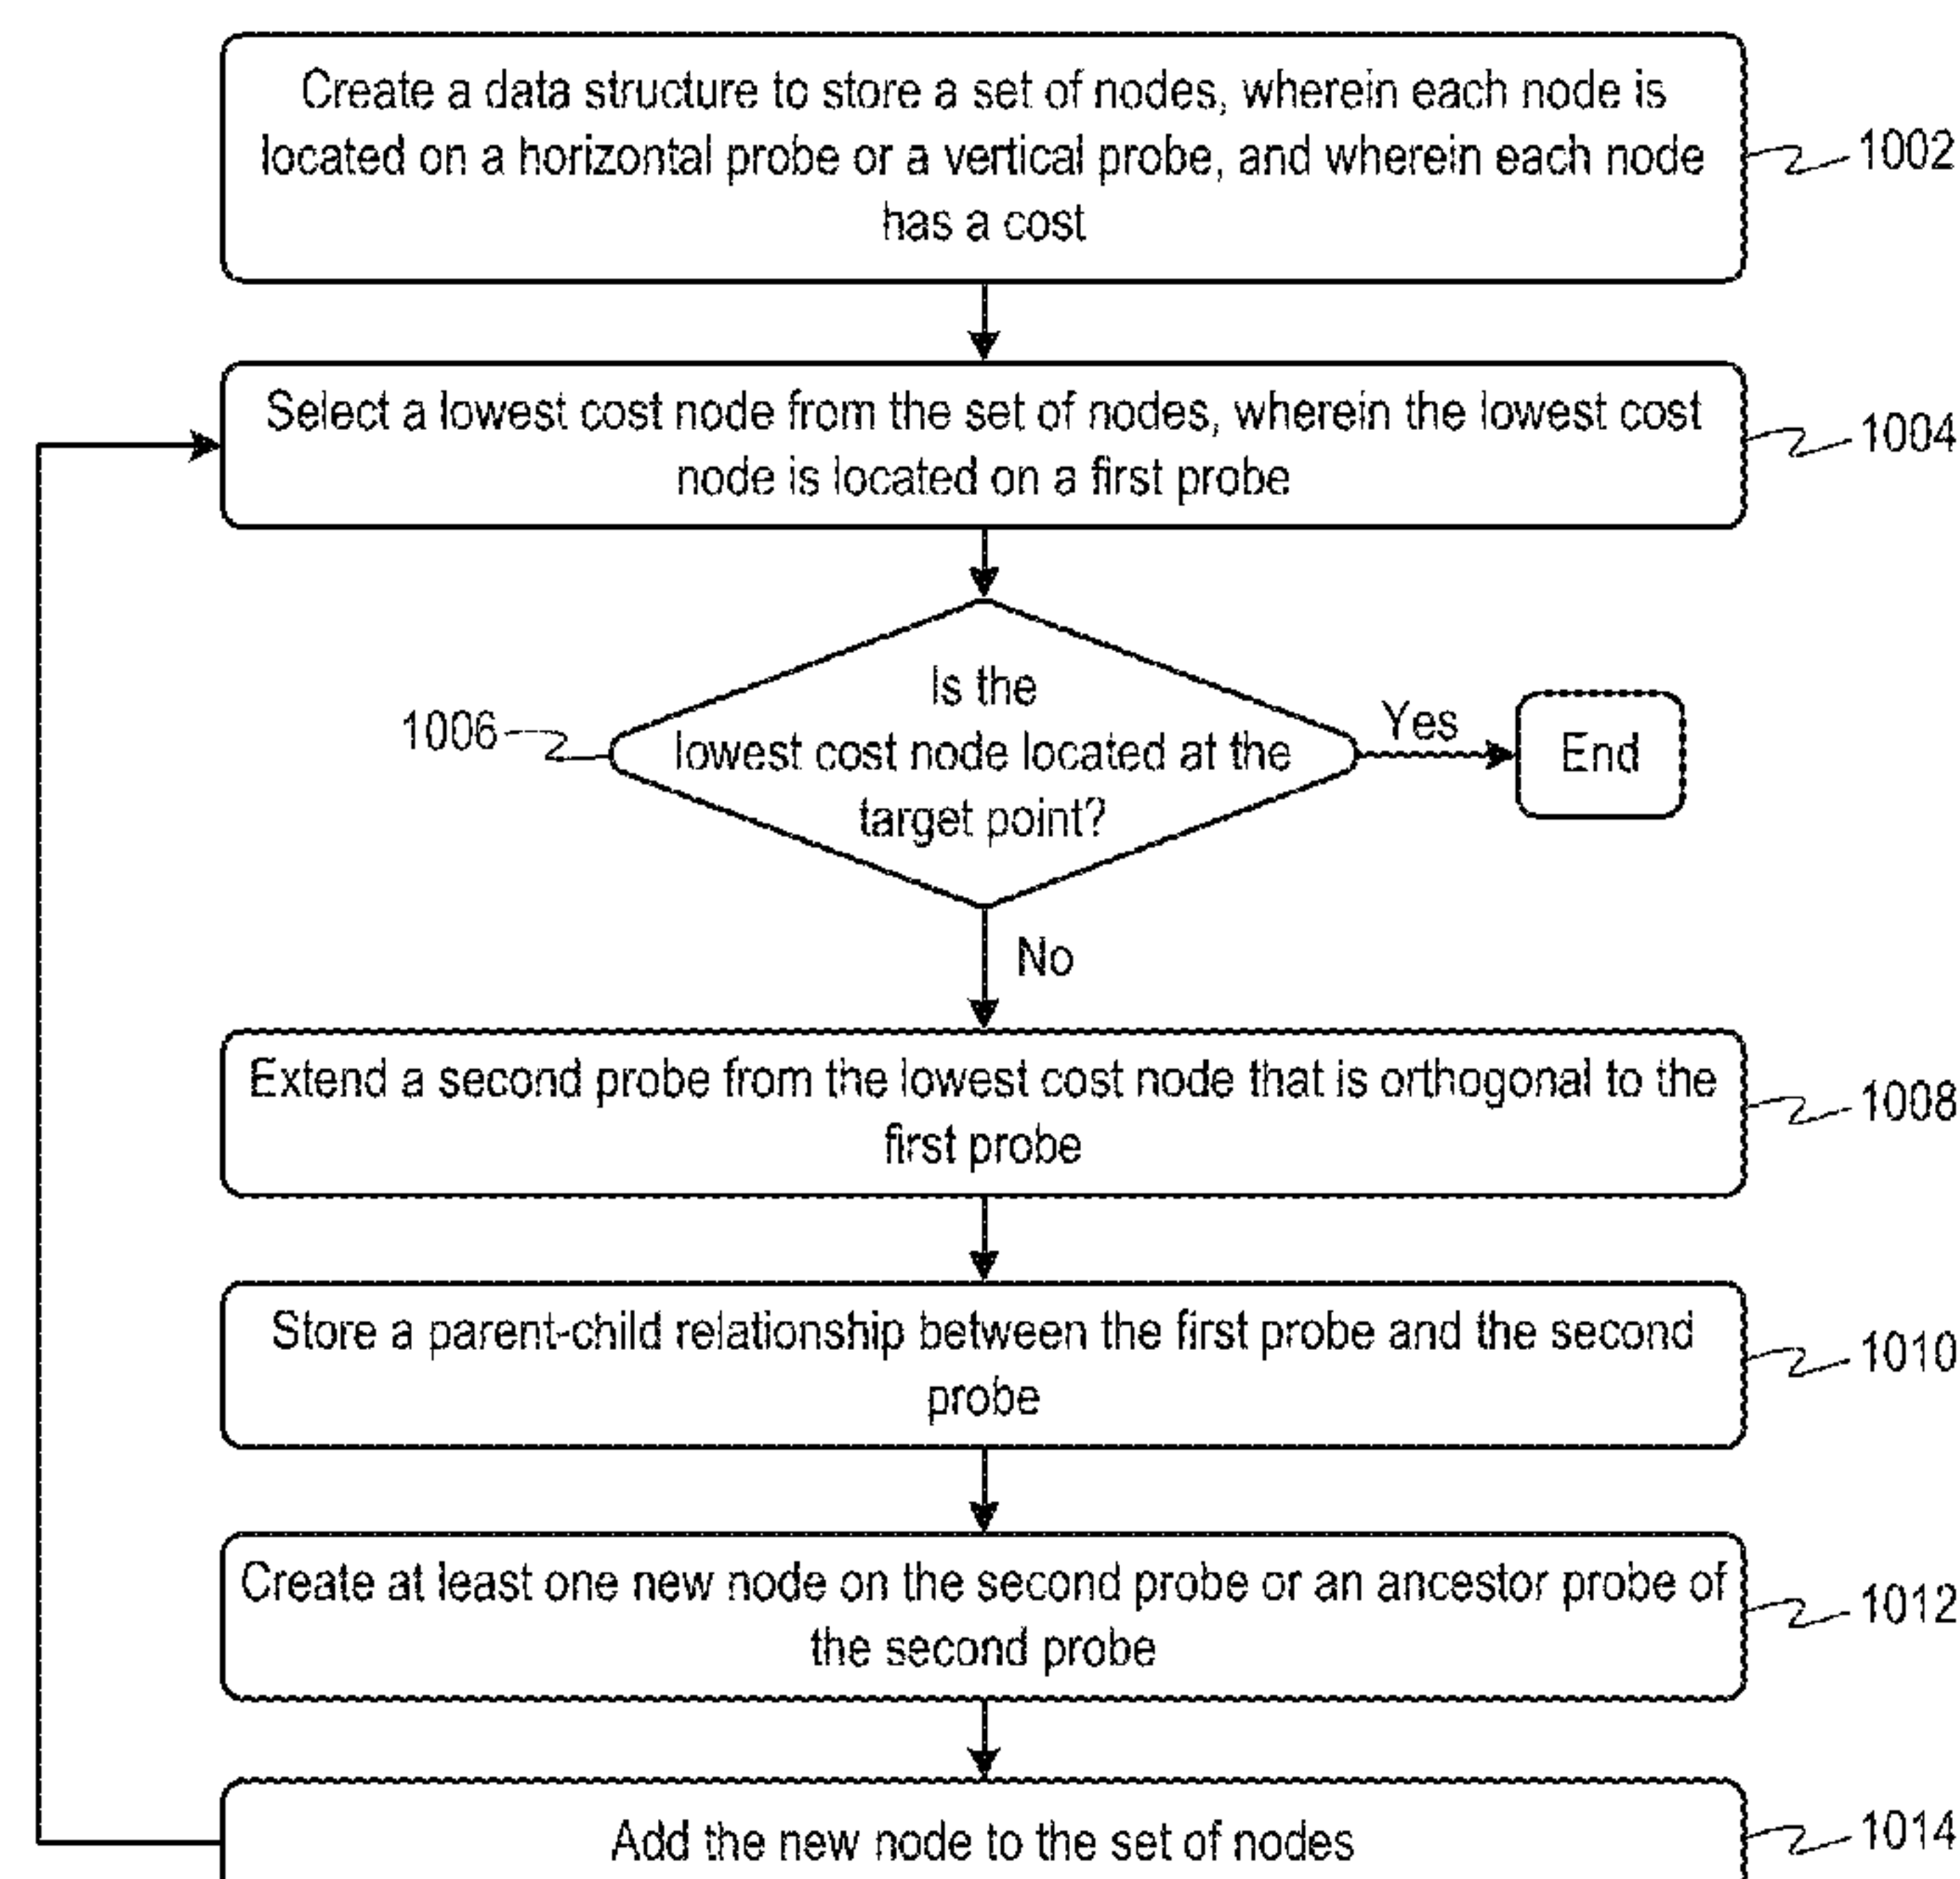 Create a data structure to store a set of nodes, wherein each node is
located on a horizontal probe or a vertical probe, and wherein each node
has a cost
1002
Select a lowest cost node from the set of nodes, wherein the lowest cost
node is located on a first probe
1004
Is the
lowest cost node located at the
target point?
1006
Yes
End
No
Extend a second probe from the lowest cost node that is orthogonal to the
first probe
1008
Store a parent-child relationship between the first probe and the second
probe
1010
Create at least one new node on the second probe or an ancestor probe of
the second probe
1012
Add the new node to the set of nodes
1014